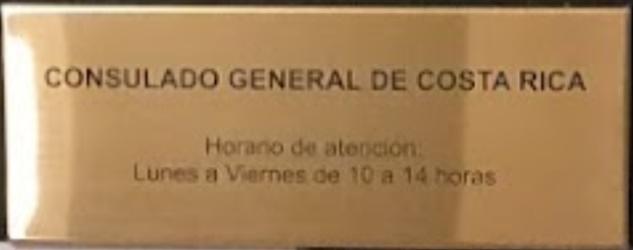 CONSULADO GENERAL DE COSTA RICA
Horario de atención:
Lunes a Viernes de 10 a 14 horas